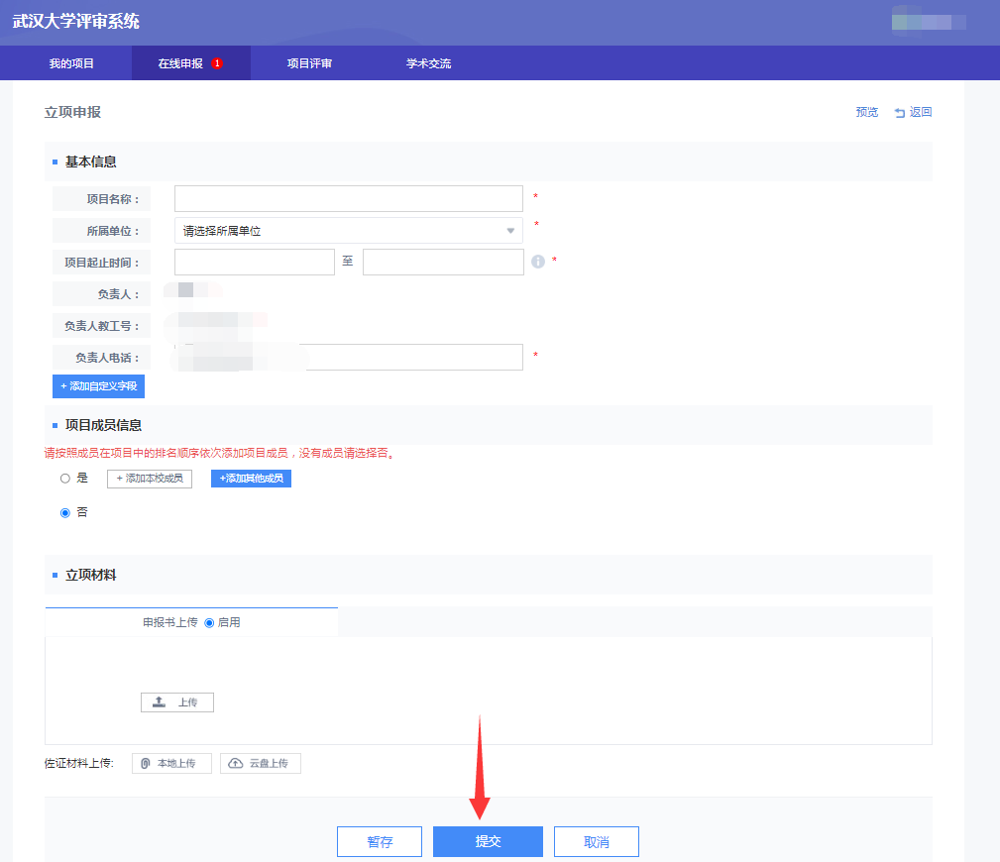 武汉大学评审系统
我的项目 在线申报 1 项目评审 学术交流
立项申报 预览 返回
基本信息
项目名称： *
所属单位： 请选择所属单位 *
项目起止时间： 至 *
负责人：
负责人教工号：
负责人电话： *
+ 添加自定义字段
项目成员信息
请按照成员在项目中的排名顺序依次添加项目成员，没有成员请选择否。
是 + 添加本校成员 +添加其他成员
否
立项材料
申报书上传 启用
上传
佐证材料上传: 本地上传 云盘上传
暂存 提交 取消